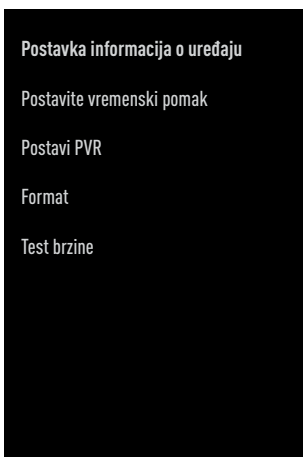 Postavka informacija o uređaju
Postavite vremenski pomak
Postavi PVR
Format
Test brzine